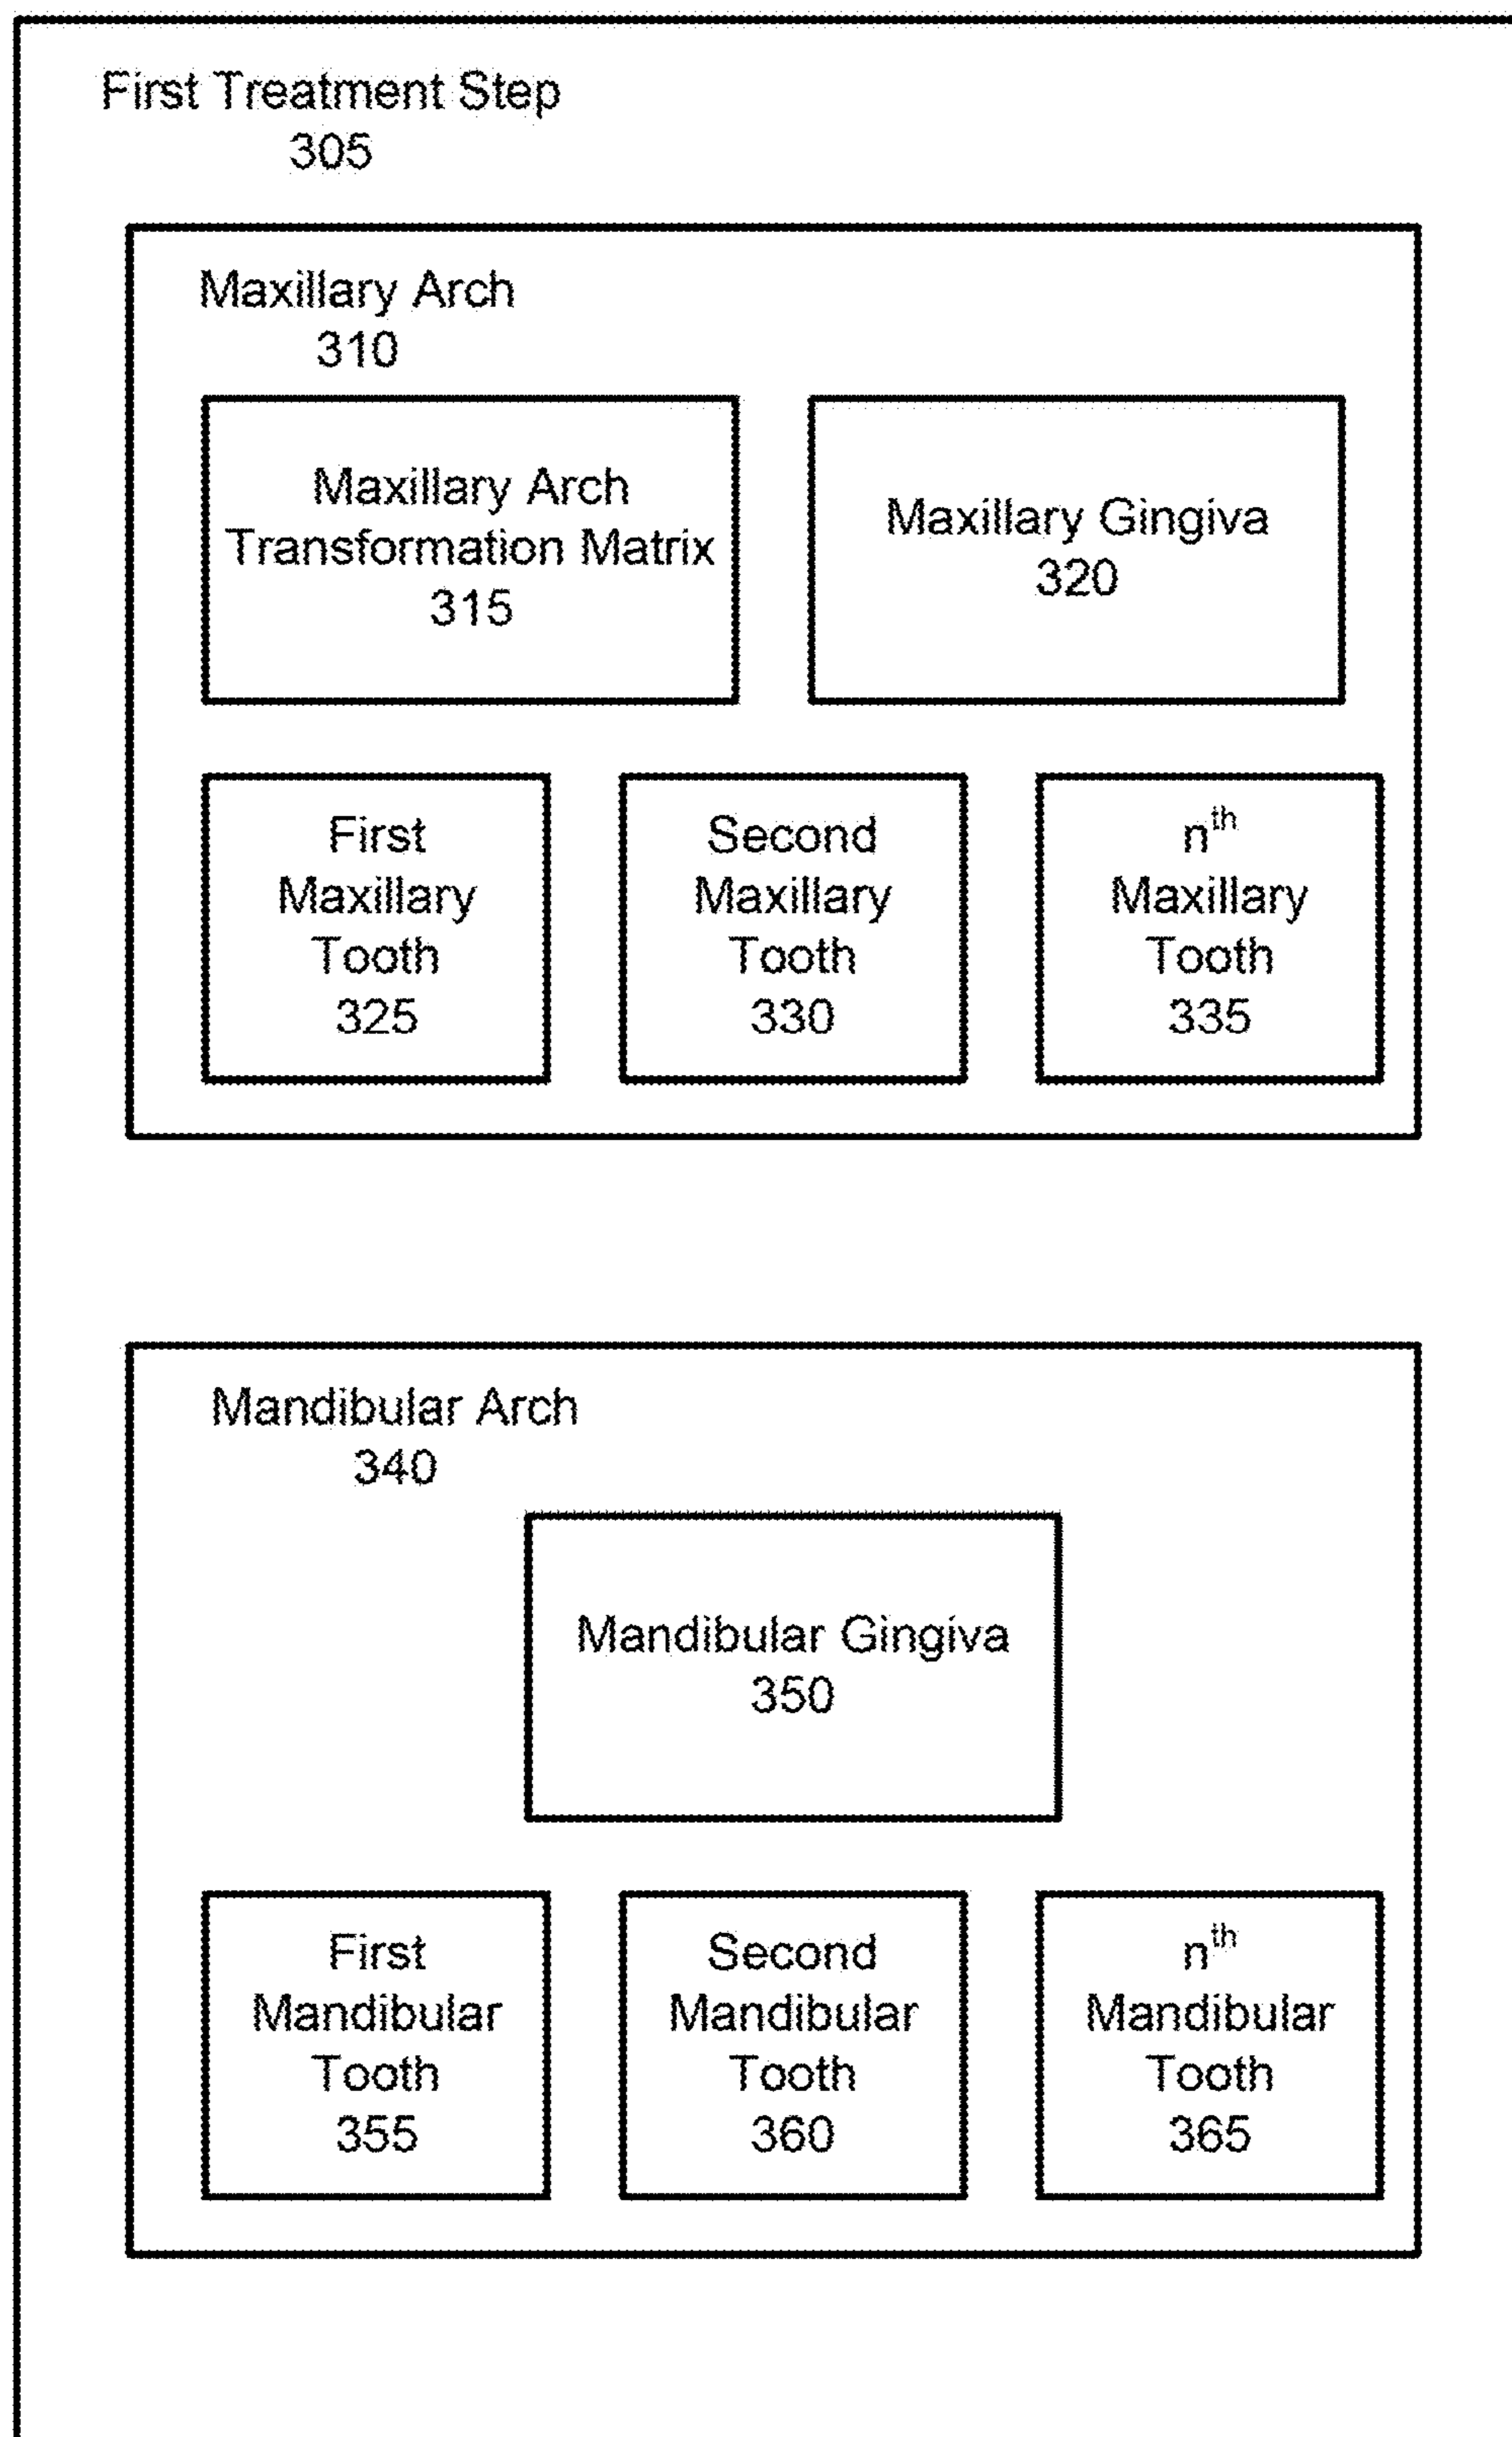 First Treatment Step
305
Maxillary Arch
310
Maxillary Arch
Transformation Matrix
315
Maxillary Gingiva
320
First
Maxillary
Tooth
325
Second
Maxillary
Tooth
330
nth
Maxillary
Tooth
335
Mandibular Arch
340
Mandibular Gingiva
350
First
Mandibular
Tooth
355
Second
Mandibular
Tooth
360
nth
Mandibular
Tooth
365